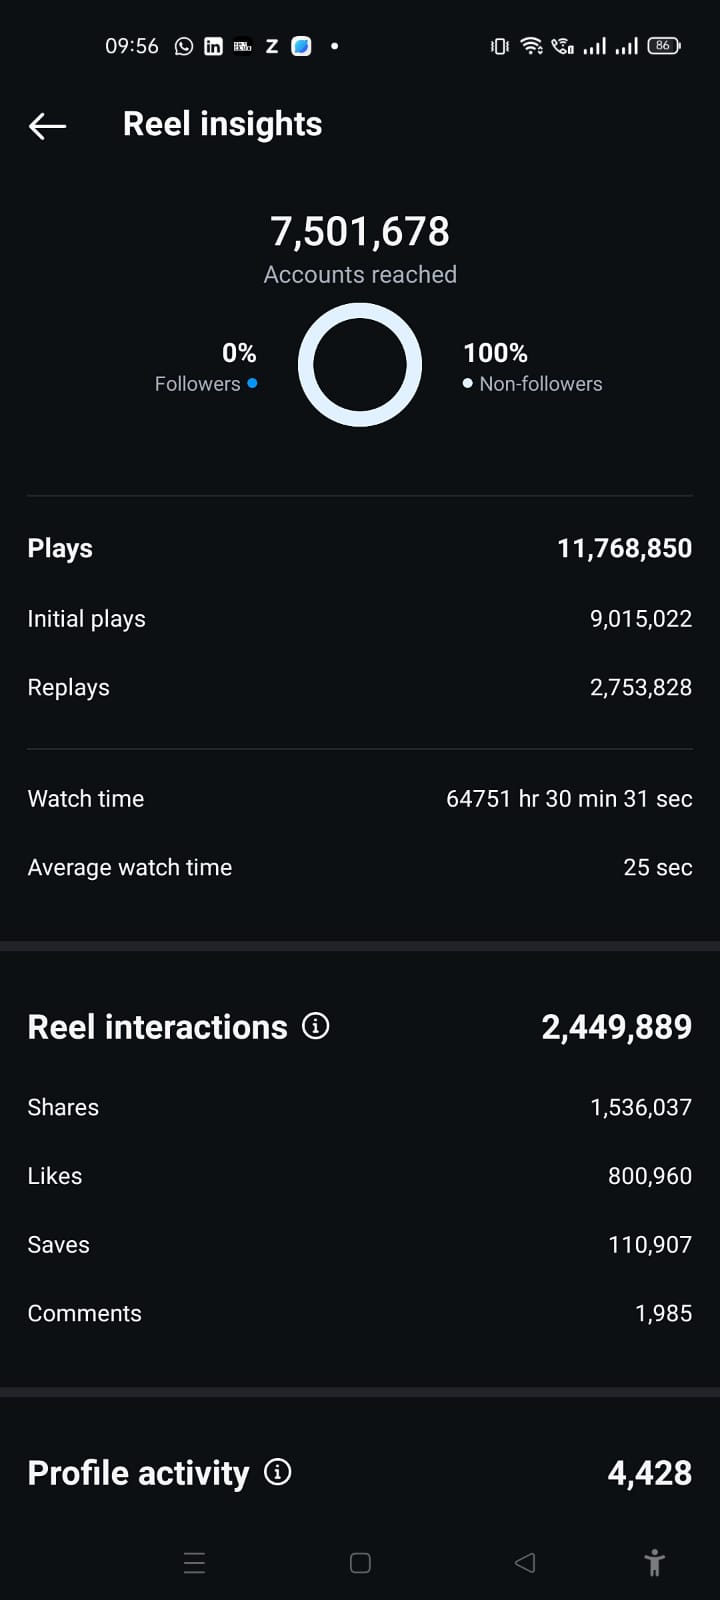 09:56 in Z 86
Reel insights
7,501,678
Accounts reached
0% 100%
Followers Non-followers
Plays 11,768,850
Initial plays 9,015,022
Replays 2,753,828
Watch time 64751 hr 30 min 31 sec
Average watch time 25 sec
Reel interactions 2,449,889
Shares 1,536,037
Likes 800,960
Saves 110,907
Comments 1,985
Profile activity 4,428